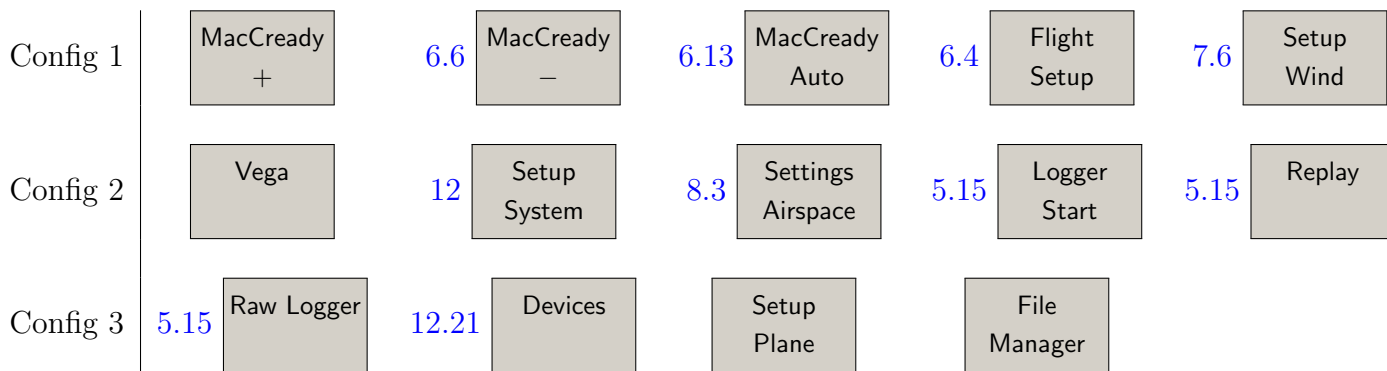 Config 1 MacCready + 6.6 MacCready − 6.13 MacCready Auto 6.4 Flight Setup 7.6 Setup Wind
Config 2 Vega 12 Setup System 8.3 Settings Airspace 5.15 Logger Start 5.15 Replay
Config 3 5.15 Raw Logger 12.21 Devices Setup Plane File Manager